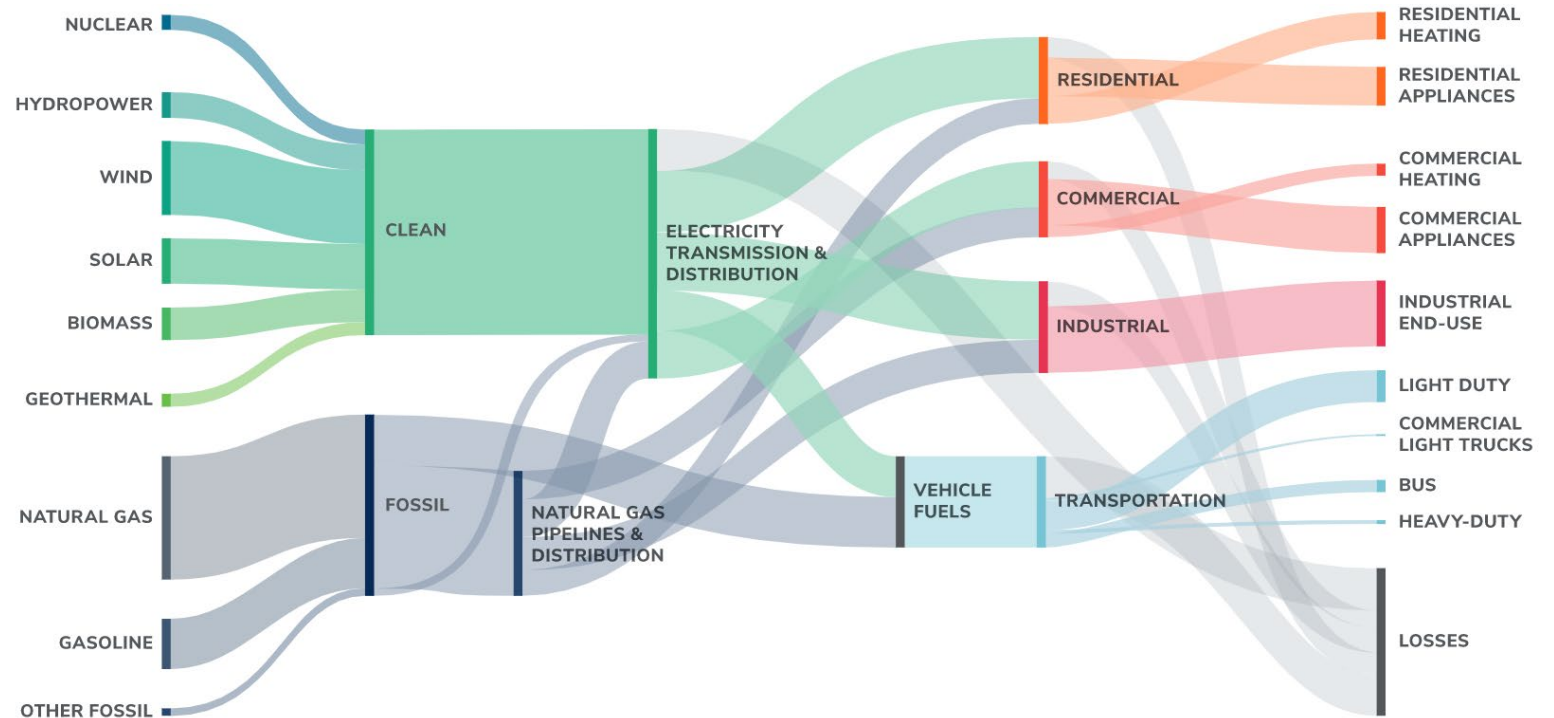 NUCLEAR
HYDROPOWER
WIND
SOLAR
BIOMASS
GEOTHERMAL
NATURAL GAS
GASOLINE
OTHER FOSSIL
CLEAN
FOSSIL
ELECTRICITY
TRANSMISSION &
DISTRIBUTION
NATURAL GAS
PIPELINES &
DISTRIBUTION
VEHICLE
FUELS
RESIDENTIAL
COMMERCIAL
INDUSTRIAL
TRANSPORTATION
RESIDENTIAL
HEATING
RESIDENTIAL
APPLIANCES
COMMERCIAL
HEATING
COMMERCIAL
APPLIANCES
INDUSTRIAL
END-USE
LIGHT DUTY
COMMERCIAL
LIGHT TRUCKS
BUS
HEAVY-DUTY
LOSSES